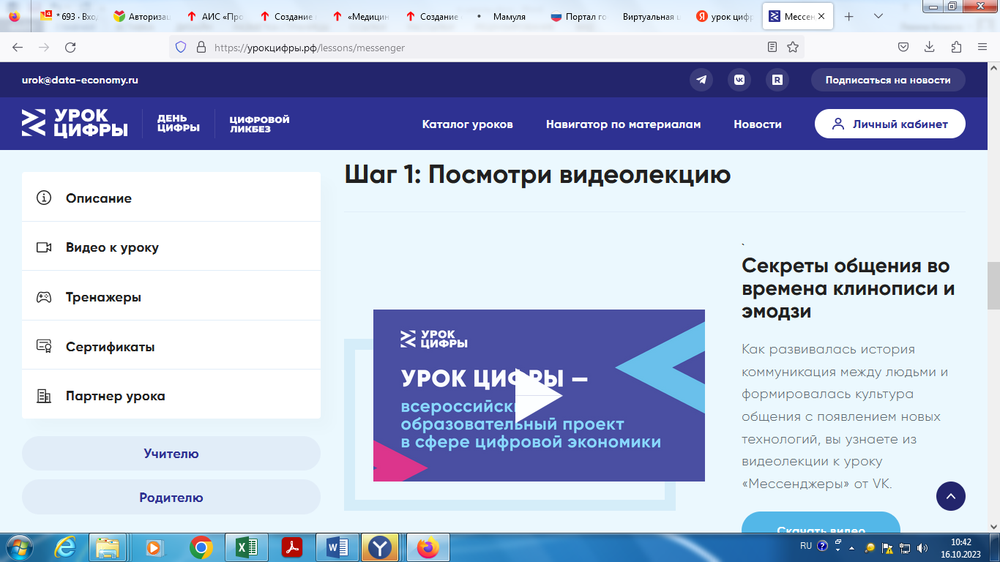 * 693 · Вхо
Авторизац
АИС «Про
Создание
«Медицин
Создание
Мамуля
Портал го
Виртуальная
урок цифр
Мессен
https://урокцифры.рф/lessons/messenger
urok@data-economy.ru
Подписаться на новости
УРОК
ЦИФРЫ
ДЕНЬ
ЦИФРЫ
ЦИФРОВОЙ
ЛИКБЕЗ
Каталог уроков
Навигатор по материалам
Новости
Личный кабинет
Описание
Видео к уроку
Тренажеры
Сертификаты
Партнер урока
Учителю
Родителю
Шаг 1: Посмотри видеолекцию
УРОК
ЦИФРЫ
УРОК ЦИФРЫ —
всероссийск
образовательный проект
в сфере цифровой экономики
`
Секреты общения во
времена клинописи и
эмодзи
Как развивалась история
коммуникация между людьми и
формировалась культура
общения с появлением новых
технологий, вы узнаете из
видеолекции к уроку
«Мессенджеры» от VK.
Скачать видео
RU
10:42
16.10.2023